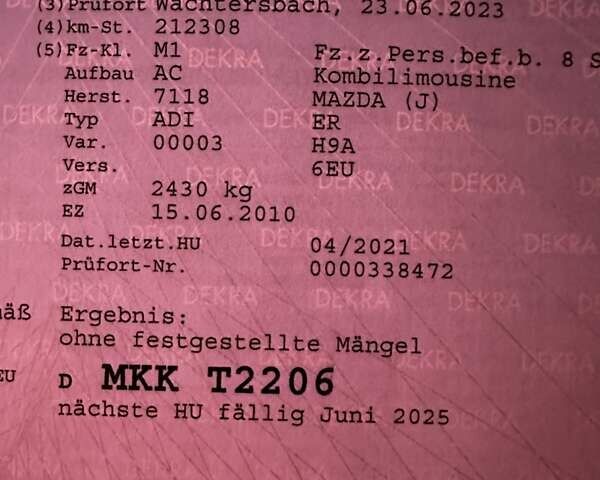 (3) Prüfort Wächtersbach, 23.06.2023
(4) km-St. 212308
(5) Fz-Kl. M1 Fz.z.Pers.bef.b. 8 S
Aufbau AC Kombilimousine
Herst. 7118 MAZDA (J)
Typ ADI ER
Var. 00003 H9A
Vers. 6EU
zGM 2430 kg
EZ 15.06.2010
Dat.letzt.HU 04/2021
Prüfort-Nr. 0000338472
mäß Ergebnis:
ohne festgestellte Mängel
EU D MKK T2206
nächste HU fällig Juni 2025